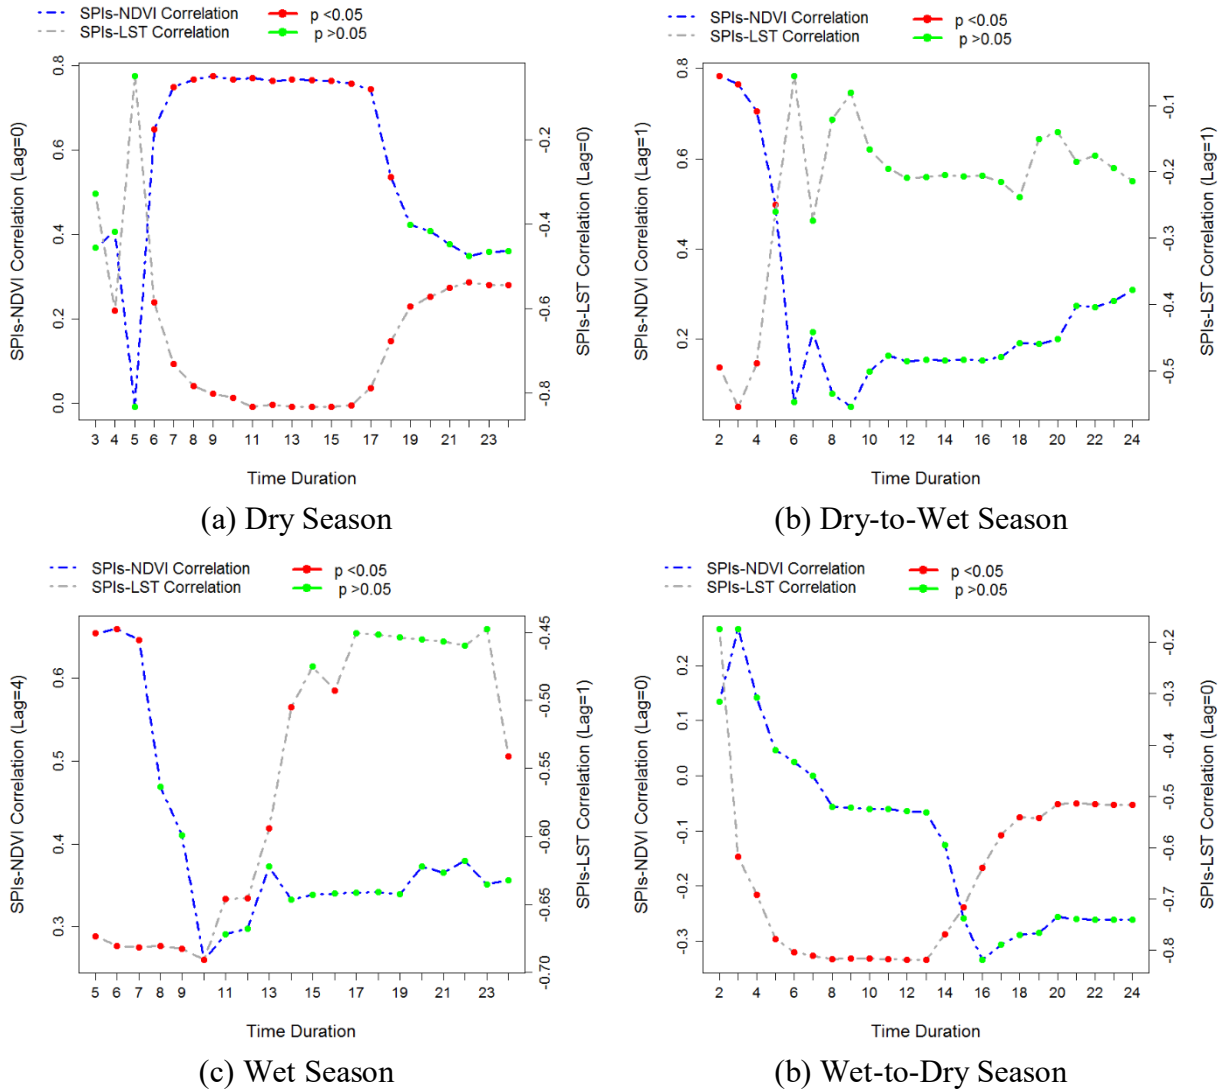 SPIs-NDVI Correlation p <0.05
SPIs-LST Correlation p >0.05
SPIs-NDVI Correlation (Lag=0)
0.0 0.2 0.4 0.6 0.8
3 4 5 6 7 8 9 11 13 15 17 19 21 23
-0.8 -0.6 -0.4 -0.2
SPIs-LST Correlation (Lag=0)
Time Duration
(a) Dry Season
SPIs-NDVI Correlation p <0.05
SPIs-LST Correlation p >0.05
SPIs-NDVI Correlation (Lag=1)
0.2 0.4 0.6 0.8
2 4 6 8 10 12 14 16 18 20 22 24
-0.5 -0.4 -0.3 -0.2 -0.1
SPIs-LST Correlation (Lag=1)
Time Duration
(b) Dry-to-Wet Season
SPIs-NDVI Correlation p <0.05
SPIs-LST Correlation p >0.05
SPIs-NDVI Correlation (Lag=4)
0.3 0.4 0.5 0.6
5 6 7 8 9 11 13 15 17 19 21 23
-0.70 -0.65 -0.60 -0.55 -0.50 -0.45
SPIs-LST Correlation (Lag=1)
Time Duration
(c) Wet Season
SPIs-NDVI Correlation p <0.05
SPIs-LST Correlation p >0.05
SPIs-NDVI Correlation (Lag=0)
-0.3 -0.2 -0.1 0.0 0.1 0.2
2 4 6 8 10 12 14 16 18 20 22 24
-0.8 -0.7 -0.6 -0.5 -0.4 -0.3 -0.2
SPIs-LST Correlation (Lag=0)
Time Duration
(b) Wet-to-Dry Season